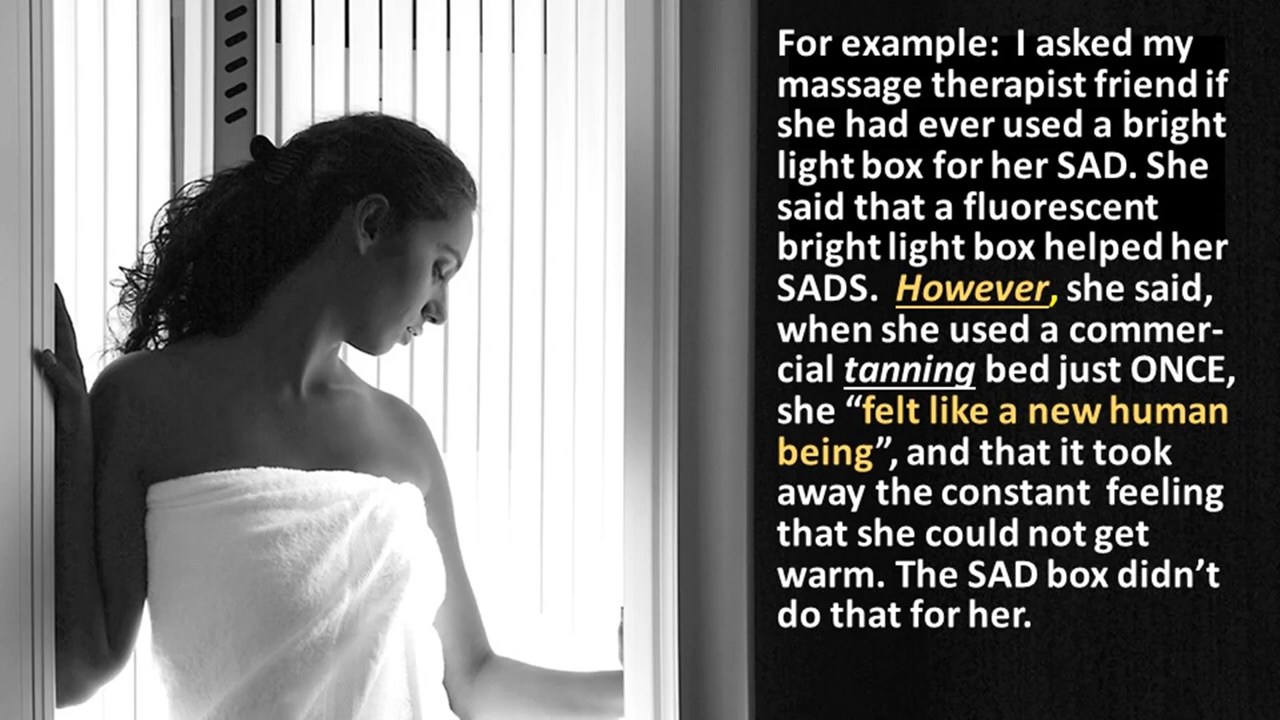 For example:  I asked my
massage therapist friend if
she had ever used a bright
light box for her SAD. She
said that a fluorescent
bright light box helped her
SADS.  However, she said,
when she used a commer-
cial tanning bed just ONCE,
she “felt like a new human
being”, and that it took
away the constant  feeling
that she could not get
warm. The SAD box didn’t
do that for her.